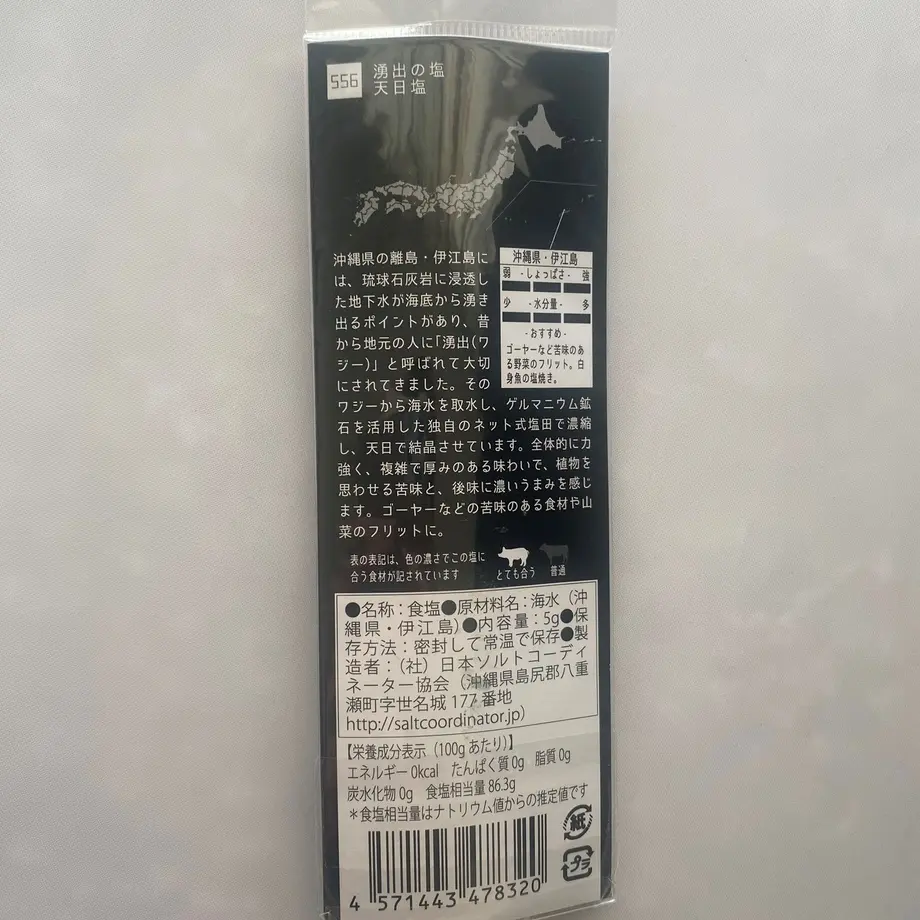 556
湧出の塩
天日塩
沖縄県の離島・伊江島に
は、琉球石灰岩に浸透し
た地下水が海底から湧き
出るポイントがあり、昔
から地元の人に「湧出(ワ
ジー)」と呼ばれて大切
にされてきました。その
ワジーから海水を取水し、ゲルマニウム鉱
石を活用した独自のネット式塩田で濃縮
し、天日で結晶させています。全体的に力
強く、複雑で厚みのある味わいで、植物を
思わせる苦味と、後味に濃いうまみを感じ
ます。ゴーヤーなどの苦味のある食材や山
菜のフリットに。
沖縄県・伊江島
弱 - しょっぱさ - 強
少 - 水分量 - 多
- おすすめ -
ゴーヤーなど苦味のあ
る野菜のフリット。白
身魚の塩焼き。
表の表記は、色の濃さでこの塩に
合う食材が記されています
とても合う 普通
●名称：食塩●原材料名：海水（沖
縄県・伊江島）●内容量：5g●保
存方法：密封して常温で保存●製
造者：（社）日本ソルトコーディ
ネーター協会（沖縄県島尻郡八重
瀬町字世名城 177 番地
http://saltcoordinator.jp）
【栄養成分表示（100g あたり）】
エネルギー 0kcal たんぱく質 0g 脂質 0g
炭水化物 0g 食塩相当量 86.3g
＊食塩相当量はナトリウム値からの推定値です
紙
プラ
4 571443 478320